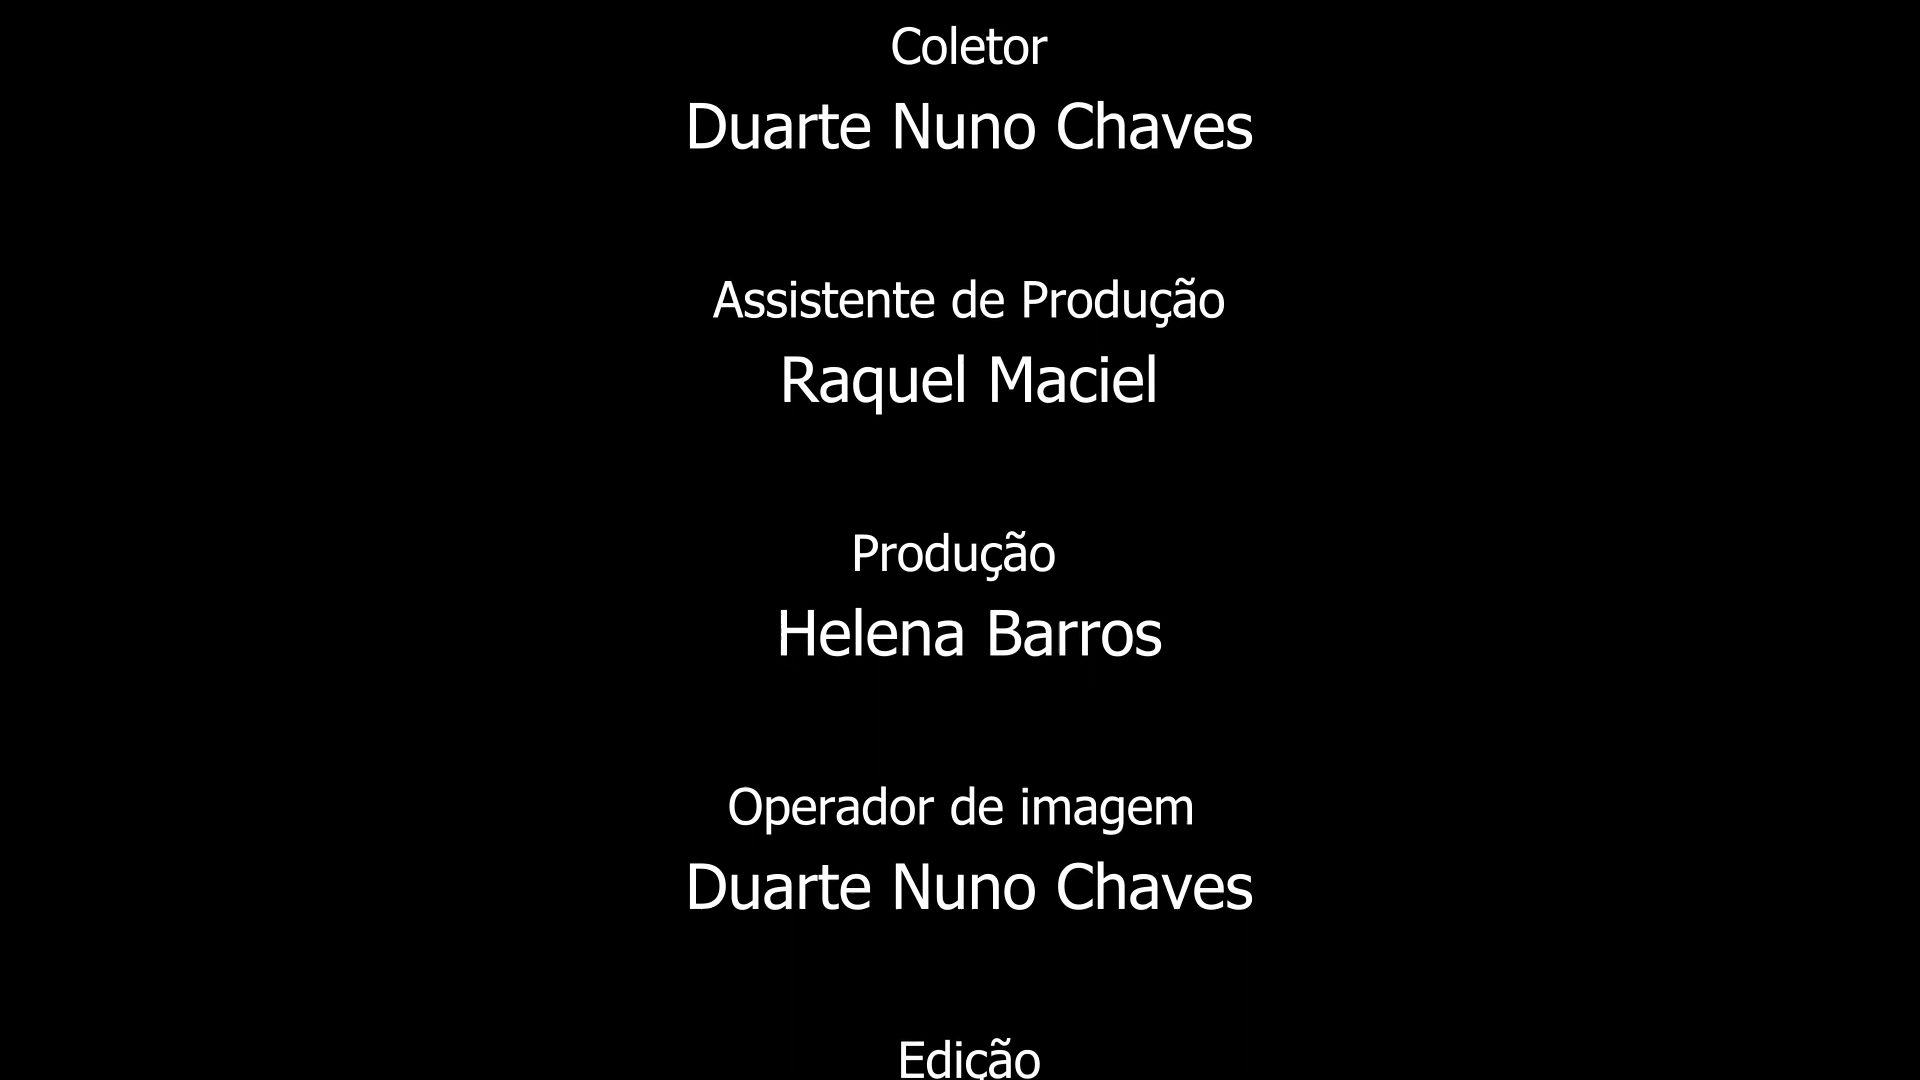 Coletor
Duarte Nuno Chaves
Assistente de Produção
Raquel Maciel
Produção
Helena Barros
Operador de imagem
Duarte Nuno Chaves
Edição